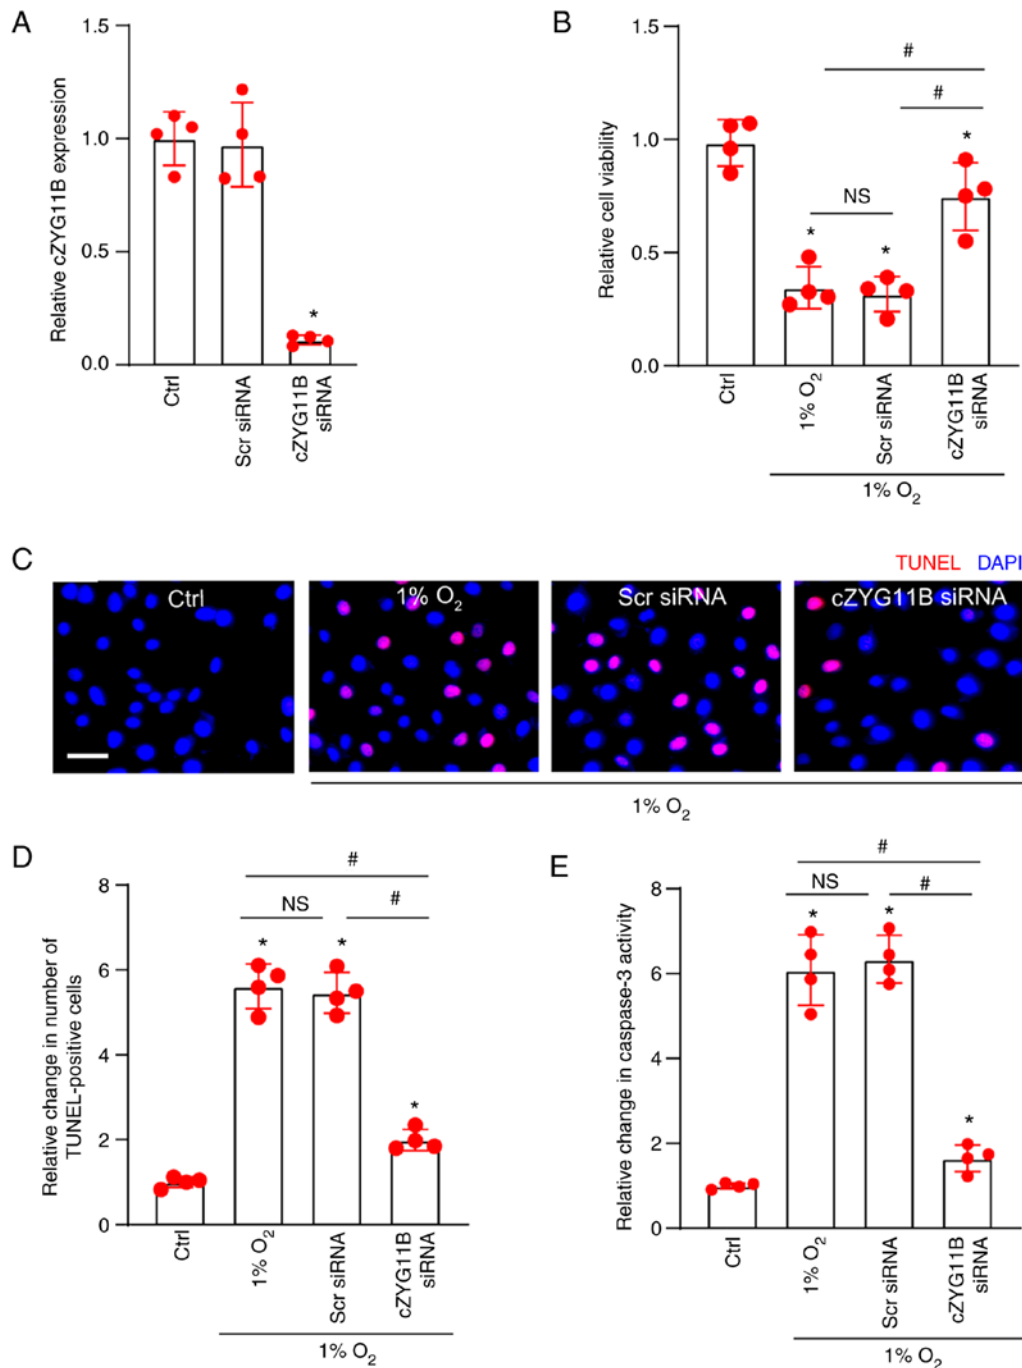 A
Relative cZYG11B expression
1.5
1.0
0.5
0.0
*
Ctrl
Scr siRNA
cZYG11B
siRNA
B
Relative cell viability
1.5
1.0
0.5
0.0
#
#
*
NS
*
*
Ctrl
1% O2
Scr siRNA
cZYG11B
siRNA
1% O2
C
TUNEL DAPI
Ctrl
1% O2
Scr siRNA
cZYG11B siRNA
1% O2
D
Relative change in number of
TUNEL-positive cells
8
6
4
2
0
#
NS
#
*
*
*
Ctrl
1% O2
Scr siRNA
cZYG11B
siRNA
1% O2
E
Relative change in caspase-3 activity
8
6
4
2
0
#
NS
#
*
*
*
Ctrl
1% O2
Scr siRNA
cZYG11B
siRNA
1% O2